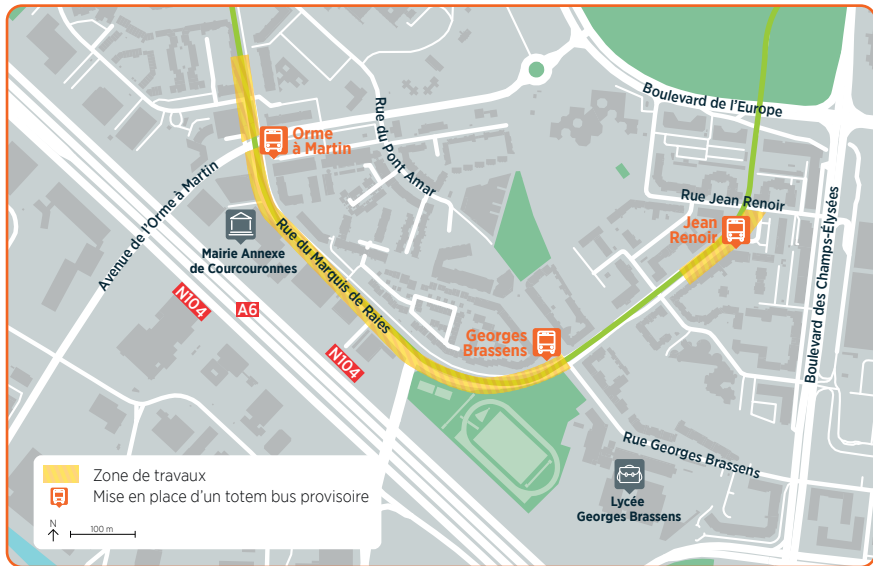 Boulevard de l'Europe
Rue du Pont Amar
Orme
à Martin
Avenue de l'Orme à Martin
Rue Jean Renoir
Jean
Renoir
Boulevard des Champs-Élysées
Mairie Annexe
de Courcouronnes
Rue du Marquis de Raies
N104
A6
N104
Georges
Brassens
Rue Georges Brassens
Lycée
Georges Brassens
Zone de travaux
Mise en place d'un totem bus provisoire
N
100 m